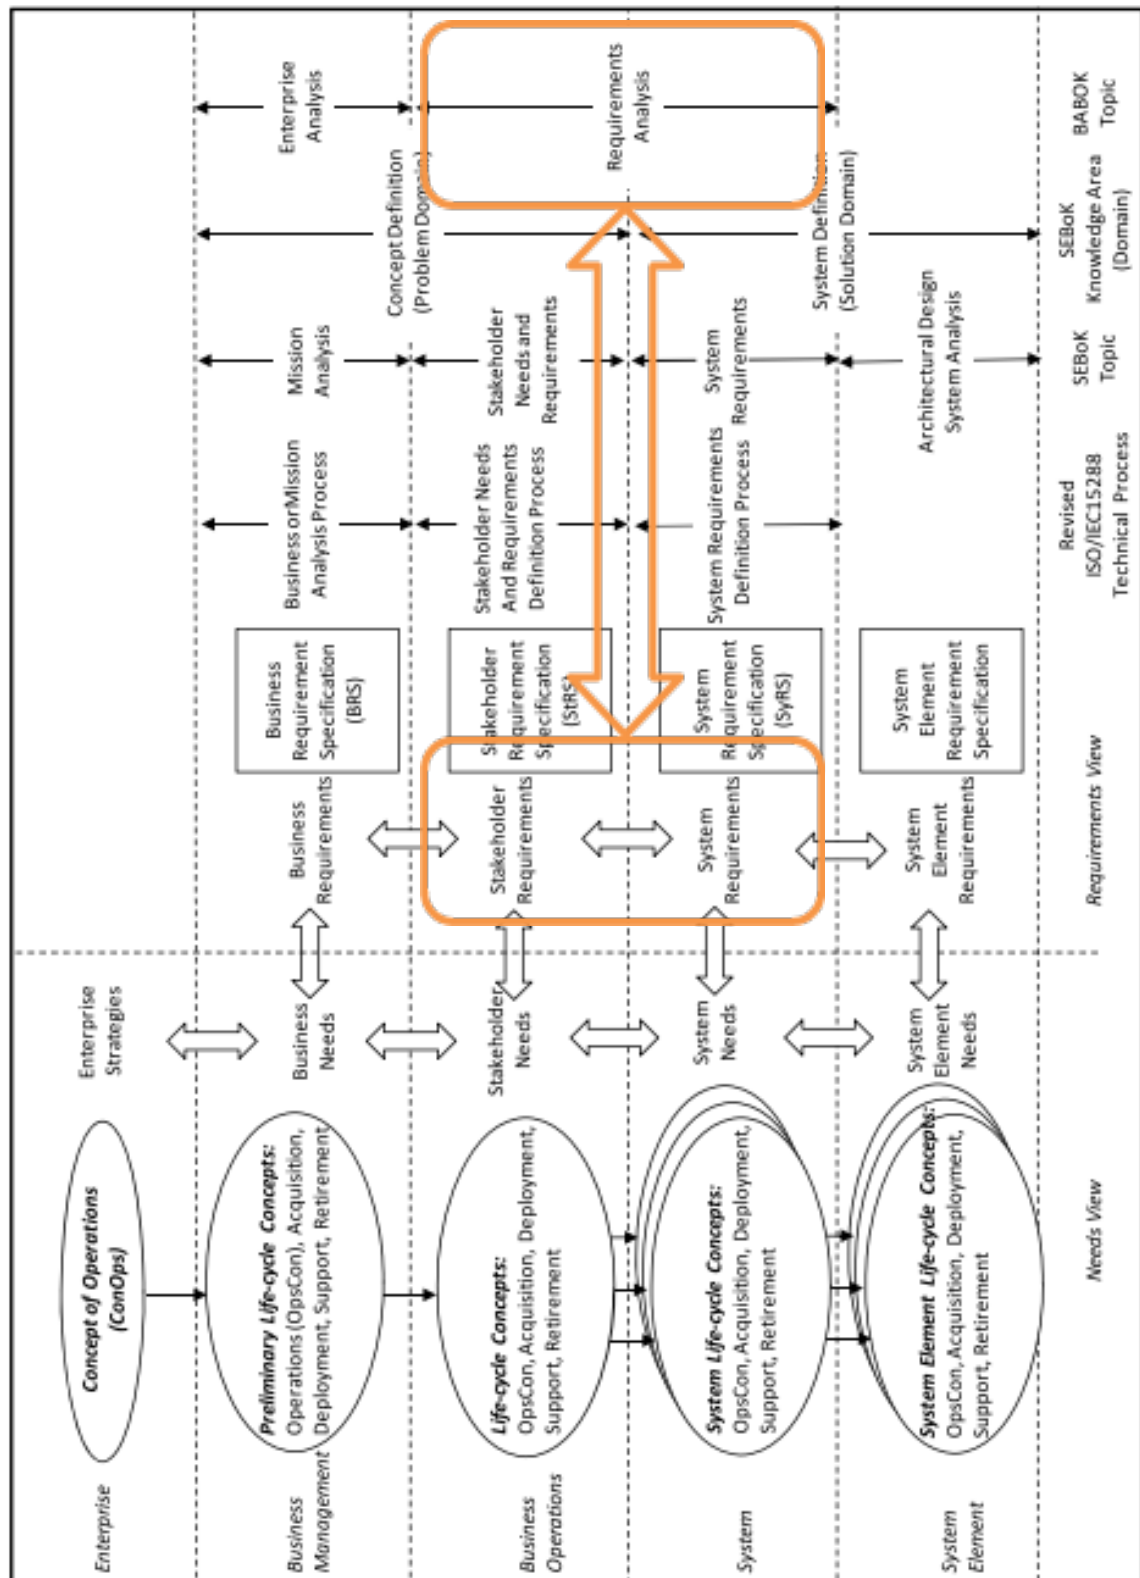 Enterprise
Concept of Operations
(ConOps)
Enterprise
Strategies
Business
Management
Preliminary Life-cycle Concepts:
Operations (OpsCon), Acquisition,
Deployment, Support, Retirement
Business
Needs
Business
Requirements
Business
Requirement
Specification
(BRS)
Business or Mission
Analysis Process
Mission
Analysis
Enterprise
Analysis
Concept Definition
(Problem Domain)
Business
Operations
Life-cycle Concepts:
OpsCon, Acquisition, Deployment,
Support, Retirement
Stakeholder
Needs
Stakeholder
Requirements
Stakeholder
Requirement
Specification
(StRS)
Stakeholder Needs
And Requirements
Definition Process
Stakeholder
Needs and
Requirements
Requirements
Analysis
System
System Life-cycle Concepts:
OpsCon, Acquisition, Deployment,
Support, Retirement
System Needs
System
Requirements
System
Requirement
Specification
(SyRS)
System Requirements
Definition Process
System
Requirements
System Definition
(Solution Domain)
System
Element
System Element Life-cycle Concepts:
OpsCon, Acquisition, Deployment,
Support, Retirement
System
Element
Needs
System
Element
Requirements
System
Element
Requirement
Specification
Architectural Design
System Analysis
Needs View
Requirements View
Revised
ISO/IEC15288
Technical Process
SEBoK
Topic
SEBoK
Knowledge Area
(Domain)
BABOK
Topic